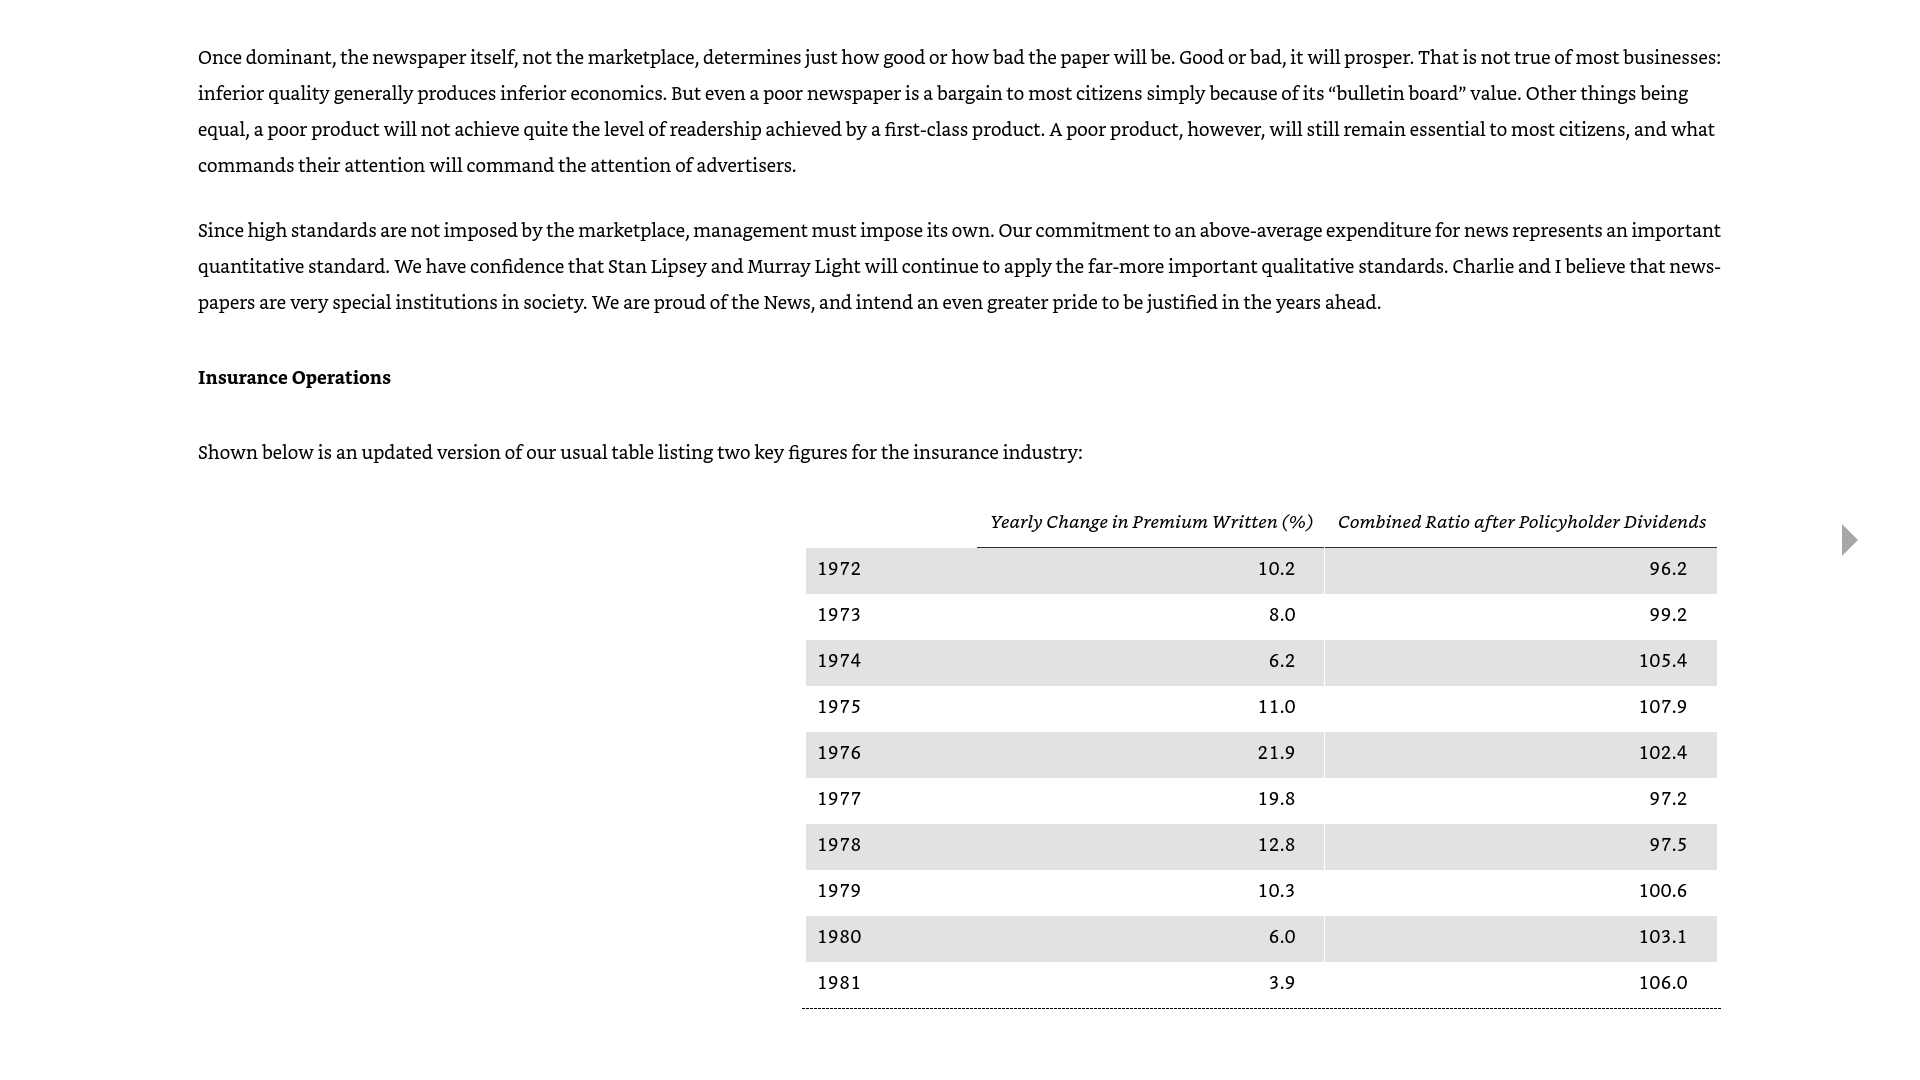 Once dominant, the newspaper itself, not the marketplace, determines just how good or how bad the paper will be. Good or bad, it will prosper. That is not true of most businesses:
inferior quality generally produces inferior economics. But even a poor newspaper is a bargain to most citizens simply because of its “bulletin board” value. Other things being
equal, a poor product will not achieve quite the level of readership achieved by a first-class product. A poor product, however, will still remain essential to most citizens, and what
commands their attention will command the attention of advertisers.
Since high standards are not imposed by the marketplace, management must impose its own. Our commitment to an above-average expenditure for news represents an important
quantitative standard. We have confidence that Stan Lipsey and Murray Light will continue to apply the far-more important qualitative standards. Charlie and I believe that news-
papers are very special institutions in society. We are proud of the News, and intend an even greater pride to be justified in the years ahead.
Insurance Operations
Shown below is an updated version of our usual table listing two key figures for the insurance industry:
Yearly Change in Premium Written (%) Combined Ratio after Policyholder Dividends
1972 10.2 96.2
1973 8.0 99.2
1974 6.2 105.4
1975 11.0 107.9
1976 21.9 102.4
1977 19.8 97.2
1978 12.8 97.5
1979 10.3 100.6
1980 6.0 103.1
1981 3.9 106.0